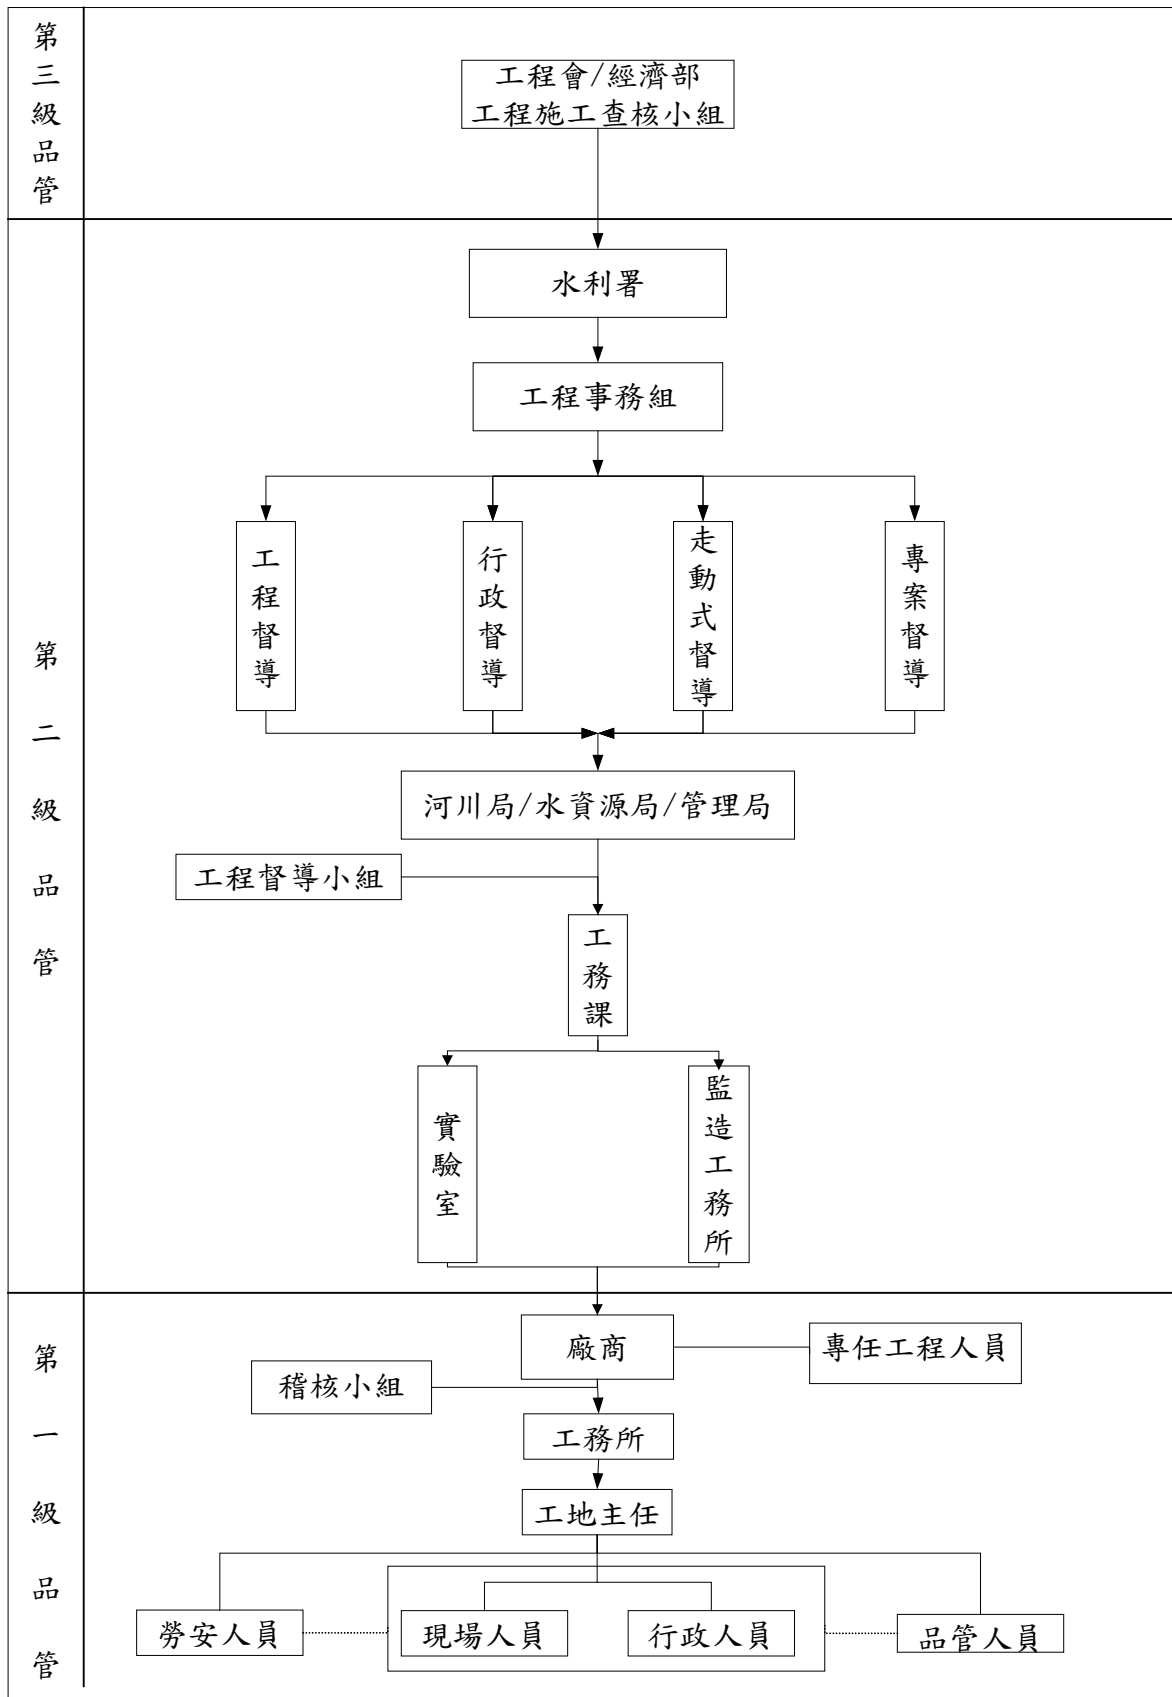 第三級品管
工程會/經濟部
工程施工查核小組
第二級品管
水利署
工程事務組
工程督導
行政督導
走動式督導
專案督導
河川局/水資源局/管理局
工程督導小組
工務課
實驗室
監造工務所
第一級品管
廠商
專任工程人員
稽核小組
工務所
工地主任
勞安人員
現場人員
行政人員
品管人員